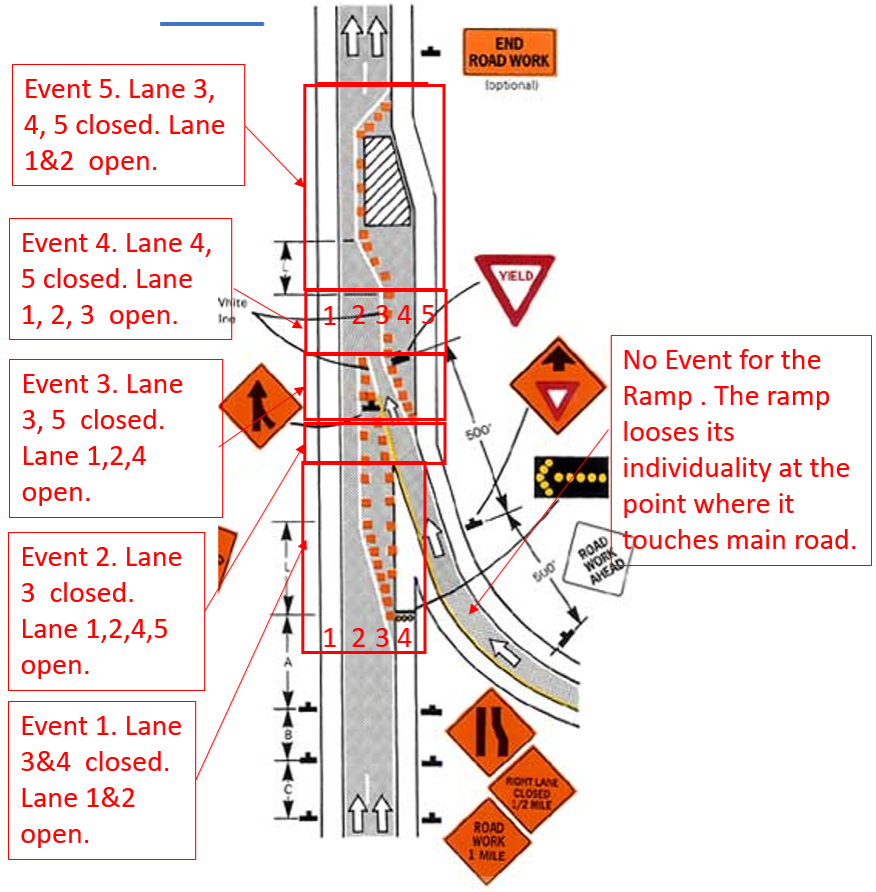 END
ROAD WORK
(optional)
Event 5. Lane 3,
4, 5 closed. Lane
1&2 open.
Event 4. Lane 4,
5 closed. Lane
1, 2, 3 open.
L
YIELD
White
line
1 2 3 4 5
Event 3. Lane
3, 5 closed.
Lane 1,2,4
open.
No Event for the
Ramp . The ramp
looses its
individuality at the
point where it
touches main road.
500'
500'
ROAD
WORK
AHEAD
Event 2. Lane
3 closed.
Lane 1,2,4,5
open.
L
1 2 3 4
A
B
C
Event 1. Lane
3&4 closed.
Lane 1&2
open.
RIGHT LANE
CLOSED
1/2 MILE
ROAD
WORK
1 MILE